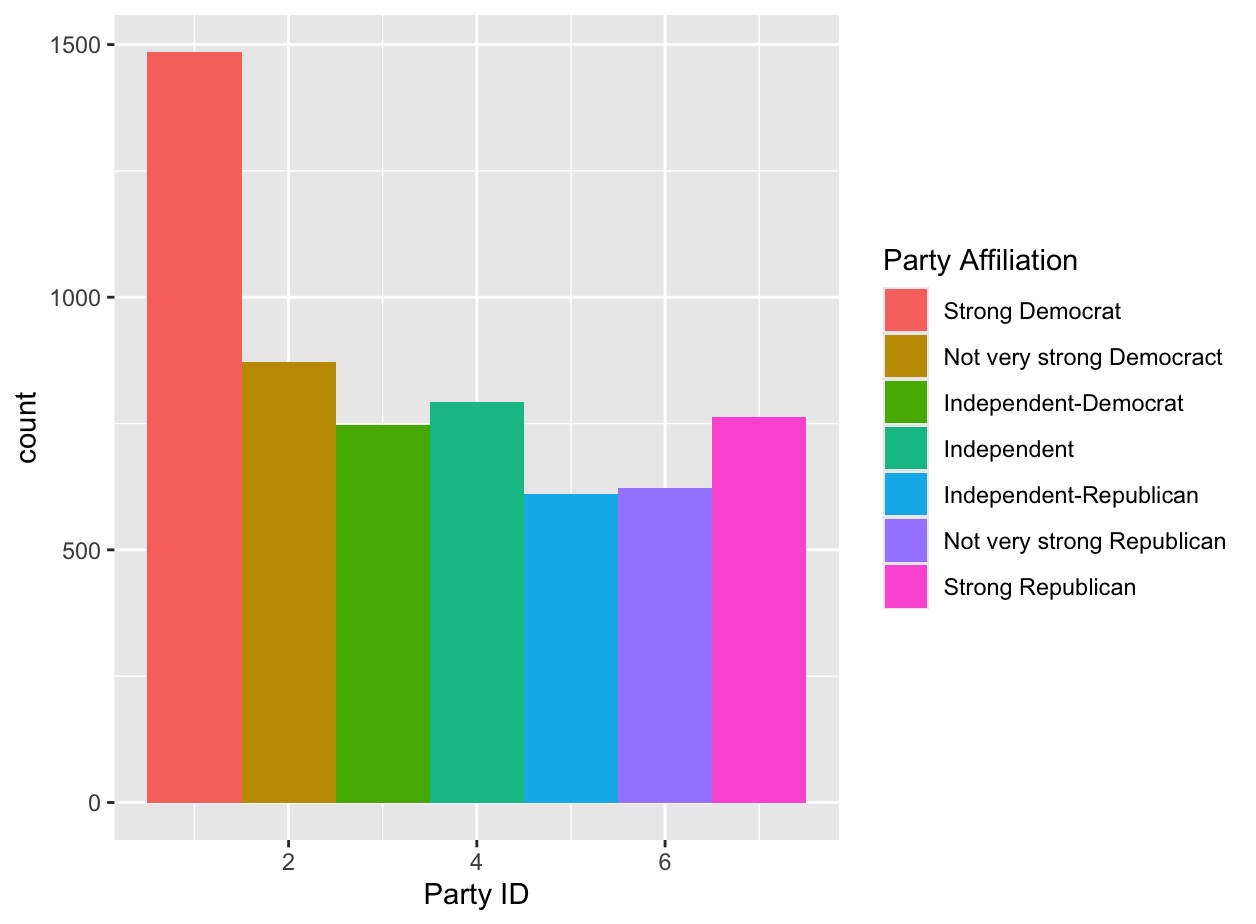 1500
1000
500
0
count
2 4 6
Party ID
Party Affiliation
Strong Democrat
Not very strong Democract
Independent-Democrat
Independent
Independent-Republican
Not very strong Republican
Strong Republican